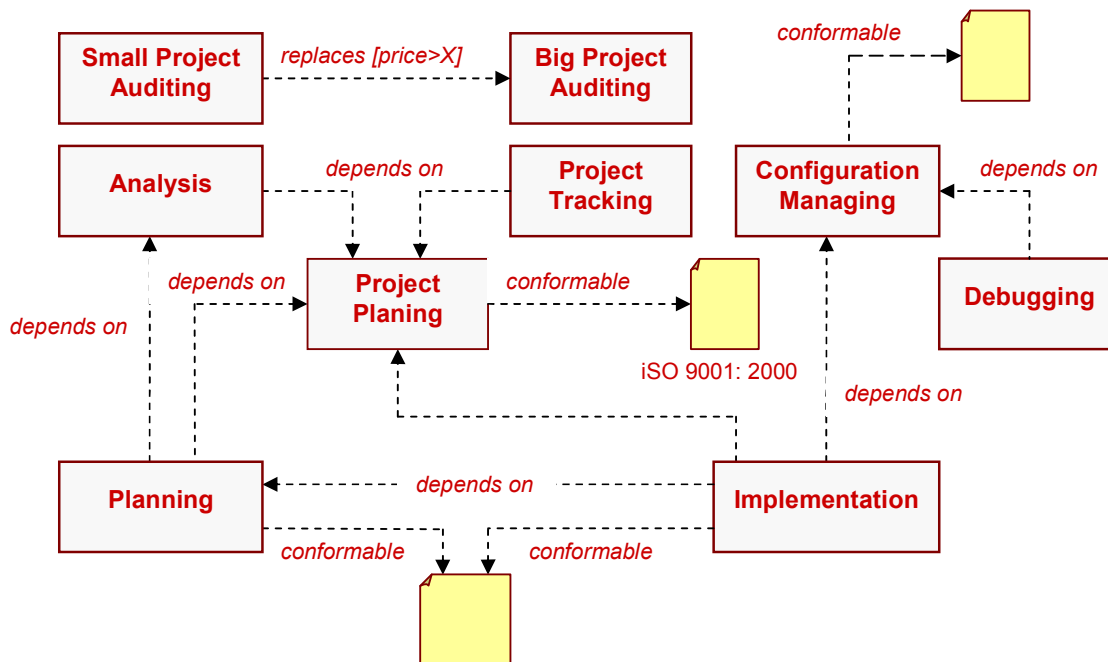 conformable
Small Project
Auditing
replaces [price>X]
Big Project
Auditing
Analysis
depends on
Project
Tracking
Configuration
Managing
depends on
depends on
Project
Planing
conformable
Debugging
depends on
iSO 9001: 2000
depends on
Planning
depends on
Implementation
conformable
conformable